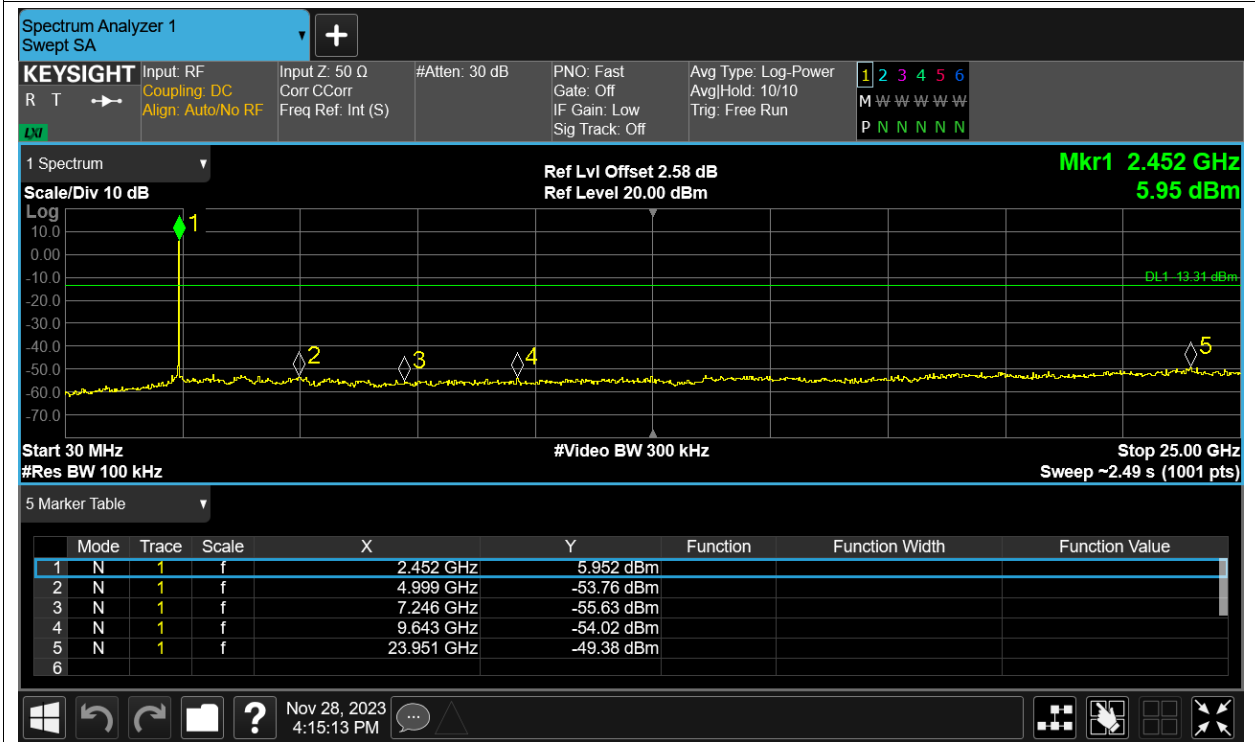 Spectrum Analyzer 1
Swept SA
KEYSIGHT
R T
LXI
Input: RF
Coupling: DC
Align: Auto/No RF
Input Z: 50 Ω
Corr CCorr
Freq Ref: Int (S)
#Atten: 30 dB
PNO: Fast
Gate: Off
IF Gain: Low
Sig Track: Off
Avg Type: Log-Power
Avg|Hold: 10/10
Trig: Free Run
1 2 3 4 5 6
M W W W W W
P N N N N N
1 Spectrum
Scale/Div 10 dB
Ref Lvl Offset 2.58 dB
Ref Level 20.00 dBm
Mkr1 2.452 GHz
5.95 dBm
Log
10.0
0.00
-10.0
-20.0
-30.0
-40.0
-50.0
-60.0
-70.0
1
2
3
4
5
DL1 -13.31 dBm
Start 30 MHz
#Res BW 100 kHz
#Video BW 300 kHz
Stop 25.00 GHz
Sweep ~2.49 s (1001 pts)
5 Marker Table
Mode Trace Scale X Y Function Function Width Function Value
1 N 1 f 2.452 GHz 5.952 dBm
2 N 1 f 4.999 GHz -53.76 dBm
3 N 1 f 7.246 GHz -55.63 dBm
4 N 1 f 9.643 GHz -54.02 dBm
5 N 1 f 23.951 GHz -49.38 dBm
6
?
Nov 28, 2023
4:15:13 PM